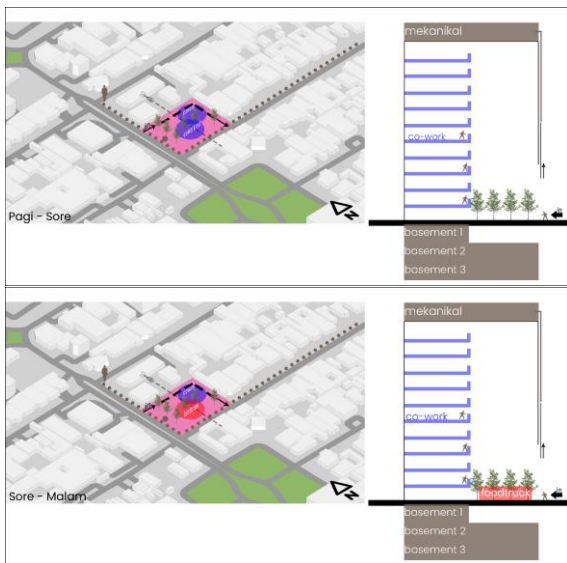 mekanikal
co-work
Pagi - Sore
N
basement 1
basement 2
basement 3
mekanikal
co-work
Sore - Malam
N
foodtruck
basement 1
basement 2
basement 3